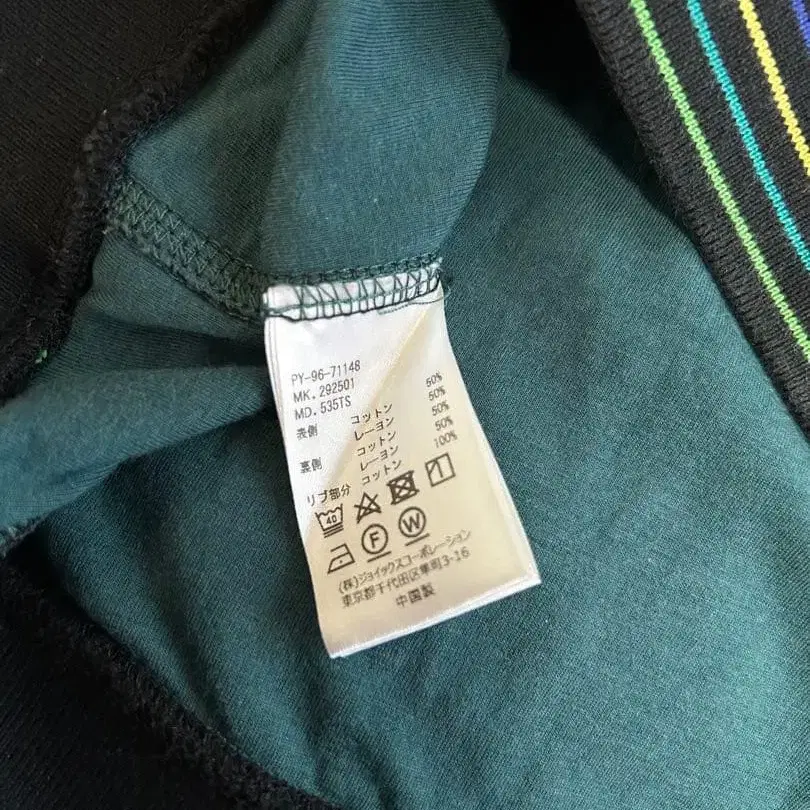 PY-96-71148
MK. 292501
MD. 535TS
表側 コットン 50%
レーヨン 50%
裏側 コットン 50%
レーヨン 50%
リブ部分 コットン 100%
40
F W
(株)ジョイックスコーポレーション
東京都千代田区隼町3-16
中国製